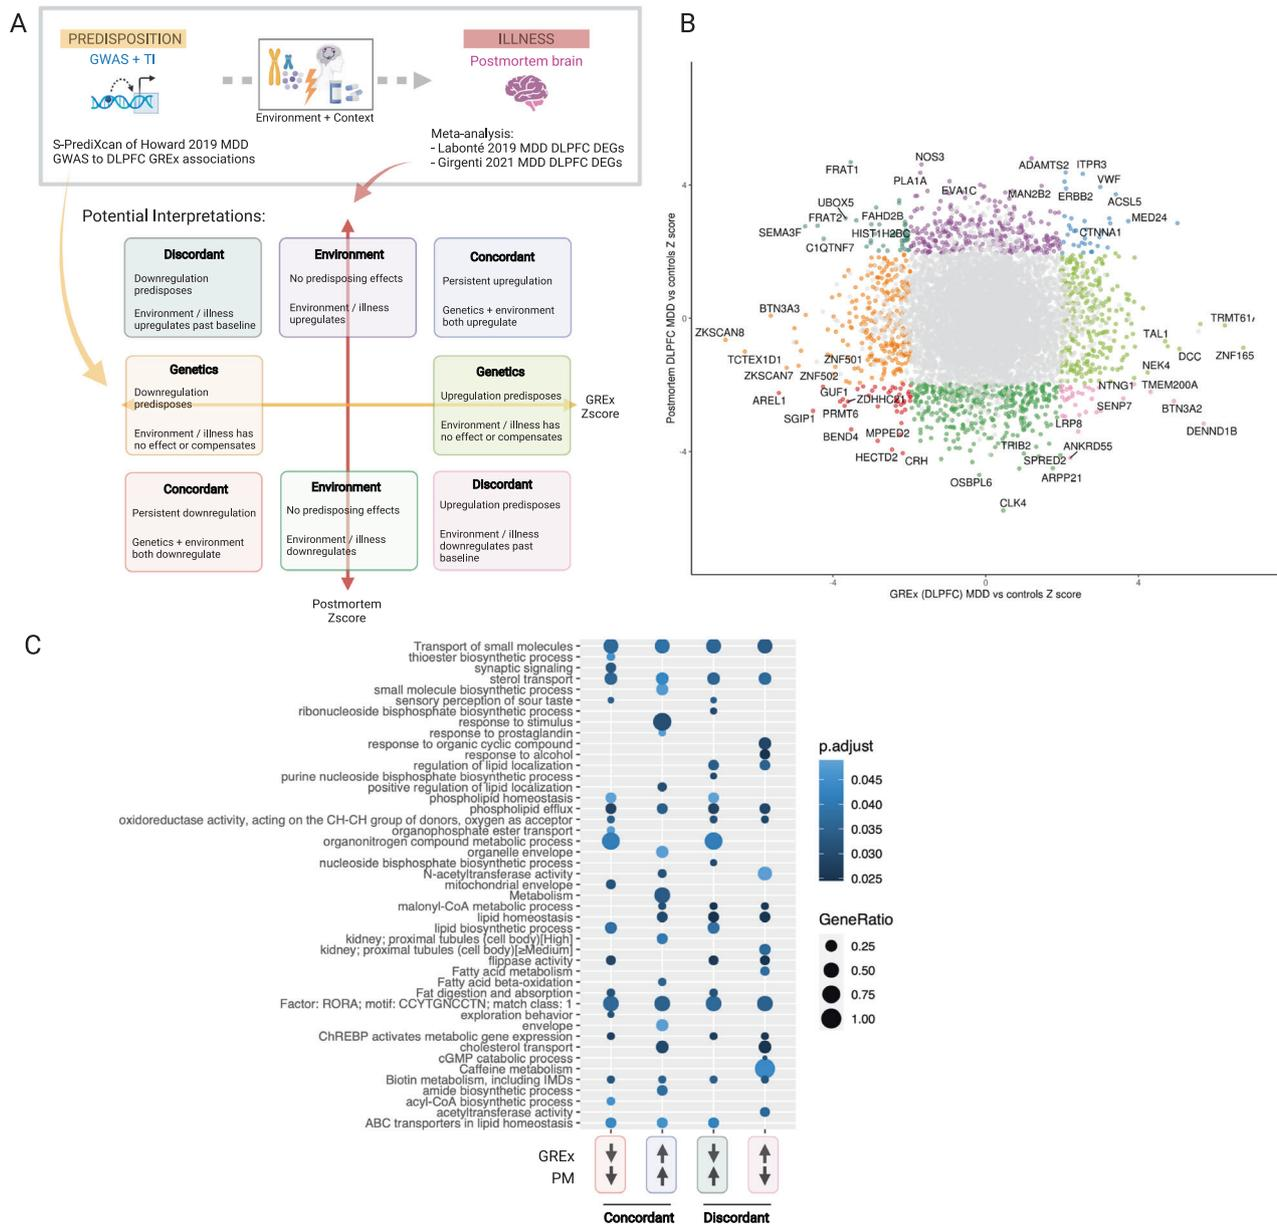 A
PREDISPOSITION
GWAS + TI
S-PrediXcan of Howard 2019 MDD
GWAS to DLPFC GREx associations
Environment + Context
ILLNESS
Postmortem brain
Meta-analysis:
- Labonté 2019 MDD DLPFC DEGs
- Girgenti 2021 MDD DLPFC DEGs
Potential Interpretations:
Discordant
Downregulation
predisposes
Environment / illness
upregulates past baseline
Environment
No predisposing effects
Environment / illness
upregulates
Concordant
Persistent upregulation
Genetics + environment
both upregulate
Genetics
Downregulation
predisposes
Environment / illness has
no effect or compensates
Genetics
Upregulation predisposes
Environment / illness has
no effect or compensates
GREx
Zscore
Concordant
Persistent downregulation
Genetics + environment
both downregulate
Environment
No predisposing effects
Environment / illness
downregulates
Discordant
Upregulation predisposes
Environment / illness
downregulates past
baseline
Postmortem
Zscore
B
Postmortem DLPFC MDD vs controls Z score
4
0
-4
-4
0
4
GREx (DLPFC) MDD vs controls Z score
FRAT1
NOS3
ADAMTS2
ITPR3
PLA1A
EVA1C
MAN2B2
ERBB2
VWF
ACSL5
UBOX5
FRAT2
FAHD2B
MED24
SEMA3F
HIST1H2BC
CTNNA1
C1QTNF7
BTN3A3
ZKSCAN8
TRMT61A
TAL1
DCC
ZNF165
TCTEX1D1
ZNF501
NEK4
ZKSCAN7
ZNF502
NTNG1
TMEM200A
AREL1
GUF1
ZDHHC21
SENP7
BTN3A2
SGIP1
PRMT6
LRP8
BEND4
MPPED2
DENND1B
TRIB2
ANKRD55
HECTD2
CRH
SPRED2
OSBPL6
ARPP21
CLK4
C
Transport of small molecules
thioester biosynthetic process
synaptic signaling
sterol transport
small molecule biosynthetic process
sensory perception of sour taste
ribonucleoside bisphosphate biosynthetic process
response to stimulus
response to prostaglandin
response to organic cyclic compound
response to alcohol
regulation of lipid localization
purine nucleoside bisphosphate biosynthetic process
positive regulation of lipid localization
phospholipid homeostasis
phospholipid efflux
oxidoreductase activity, acting on the CH-CH group of donors, oxygen as acceptor
organophosphate ester transport
organonitrogen compound metabolic process
organelle envelope
nucleoside bisphosphate biosynthetic process
N-acetyltransferase activity
mitochondrial envelope
Metabolism
malonyl-CoA metabolic process
lipid homeostasis
lipid biosynthetic process
kidney; proximal tubules (cell body)[High]
kidney; proximal tubules (cell body)[≥Medium]
flippase activity
Fatty acid metabolism
Fatty acid beta-oxidation
Fat digestion and absorption
Factor: RORA; motif: CCYTGNCCTN; match class: 1
exploration behavior
envelope
ChREBP activates metabolic gene expression
cholesterol transport
cGMP catabolic process
Caffeine metabolism
Biotin metabolism, including IMDs
amide biosynthetic process
acyl-CoA biosynthetic process
acetyltransferase activity
ABC transporters in lipid homeostasis
GREx
PM
Concordant
Discordant
p.adjust
0.045
0.040
0.035
0.030
0.025
GeneRatio
0.25
0.50
0.75
1.00